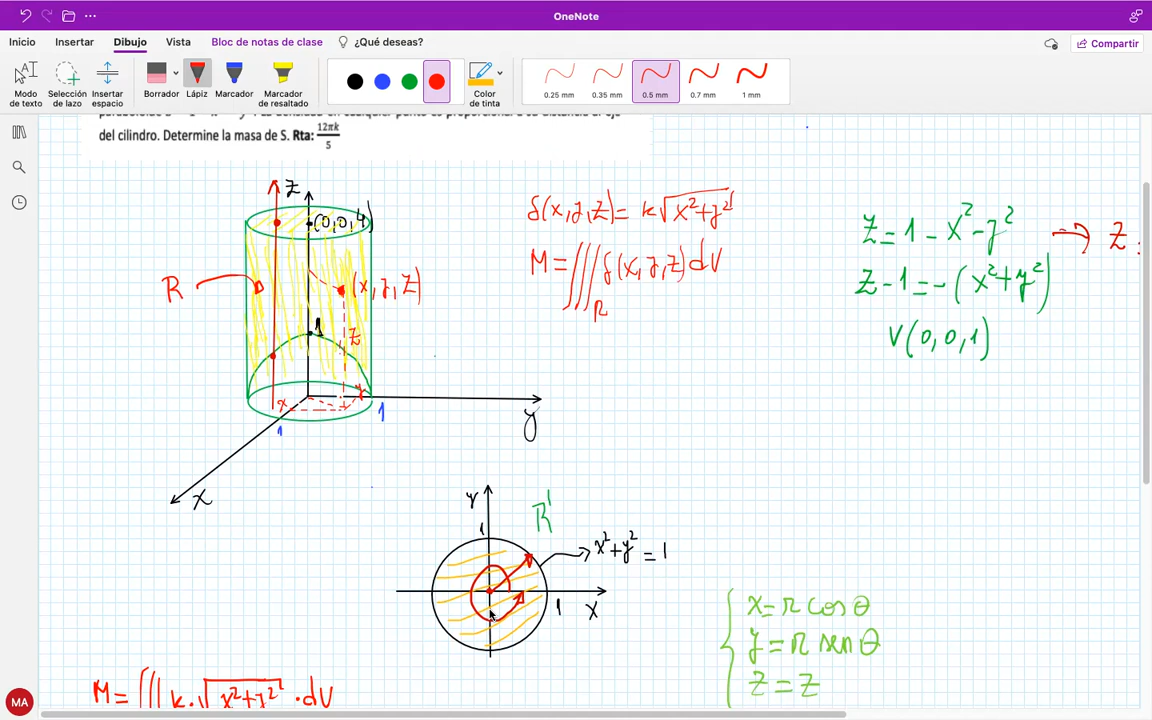 OneNote
Inicio Insertar Dibujo Vista Bloc de notas de clase ¿Qué deseas? Compartir
Modo de texto
Selección de lazo
Insertar espacio
Borrador
Lápiz
Marcador
Marcador de resaltado
Color de tinta
0.25 mm 0.35 mm 0.5 mm 0.7 mm 1 mm
del cilindro. Determine la masa de S. Rta: 12πk/5
z
(0,0,4)
R
(x,y,z)
1
z
x
y
1
1
y
x
δ(x,y,z)= k√x²+y²
M=∭ δ(x,y,z)dV
R
z=1-x²-y² → z
z-1=-(x²+y²)
V(0,0,1)
y
1
R'
x²+y²=1
1
x
x=r cos θ
y=r sen θ
z=z
M=∭ k.√x²+y² .dV
MA